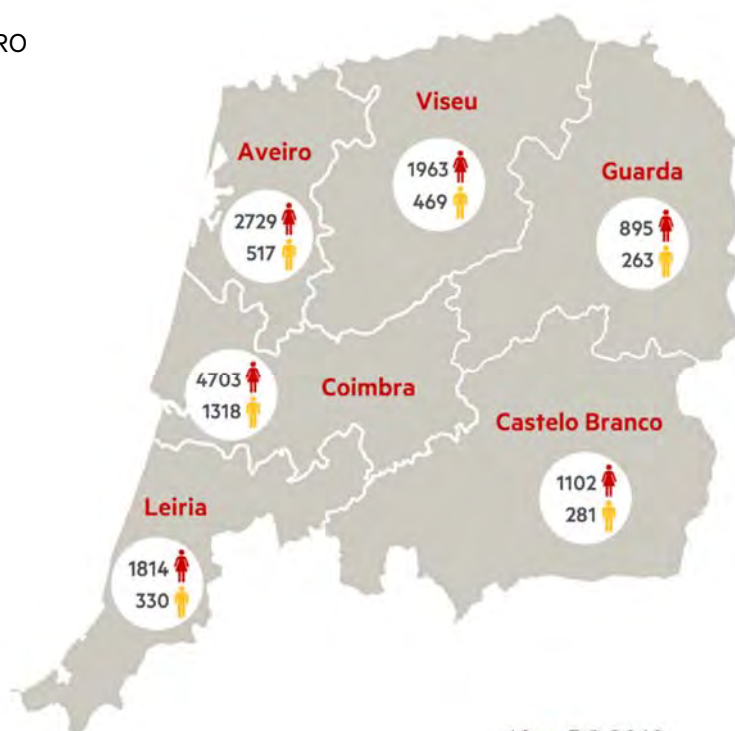 RO
Viseu
1963
469
Aveiro
2729
517
Guarda
895
263
Coimbra
4703
1318
Castelo Branco
1102
281
Leiria
1814
330